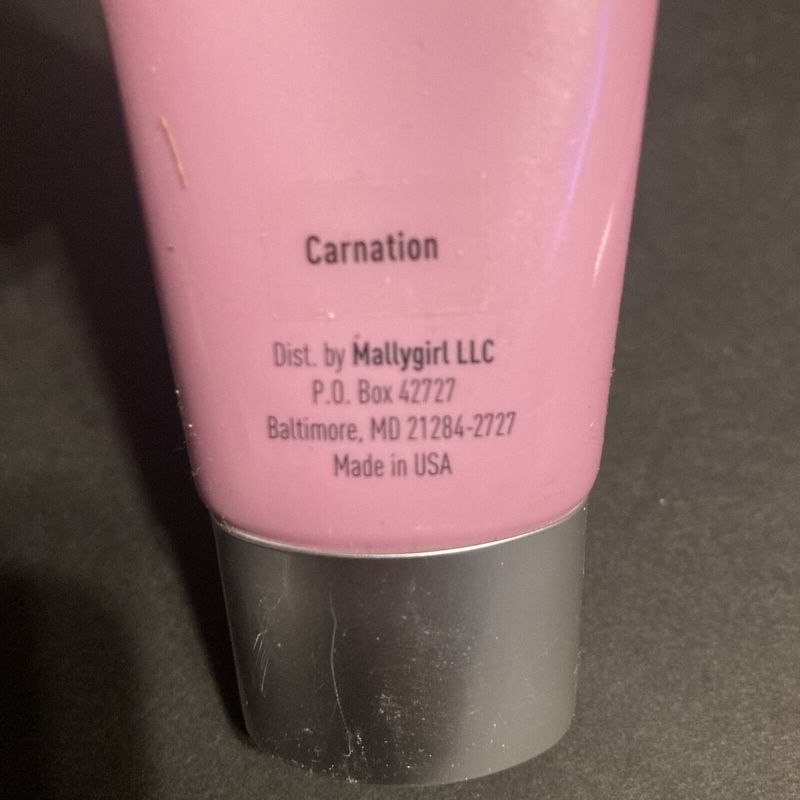 Carnation
Dist. by Mallygirl LLC
P.O. Box 42727
Baltimore, MD 21284-2727
Made in USA